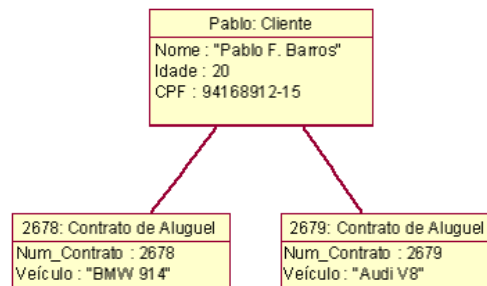 Pablo: Cliente
Nome : "Pablo F. Barros"
Idade : 20
CPF : 94168912-15
2678: Contrato de Aluguel
Num_Contrato : 2678
Veículo : "BMW 914"
2679: Contrato de Aluguel
Num_Contrato : 2679
Veículo : "Audi V8"